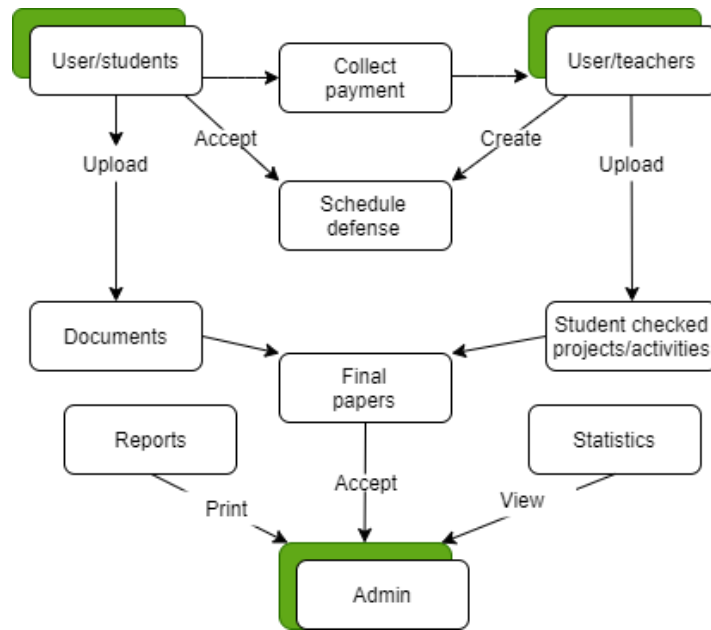 User/students
Collect
payment
User/teachers
Accept
Create
Upload
Upload
Schedule
defense
Documents
Student checked
projects/activities
Final
papers
Reports
Statistics
Accept
Print
View
Admin